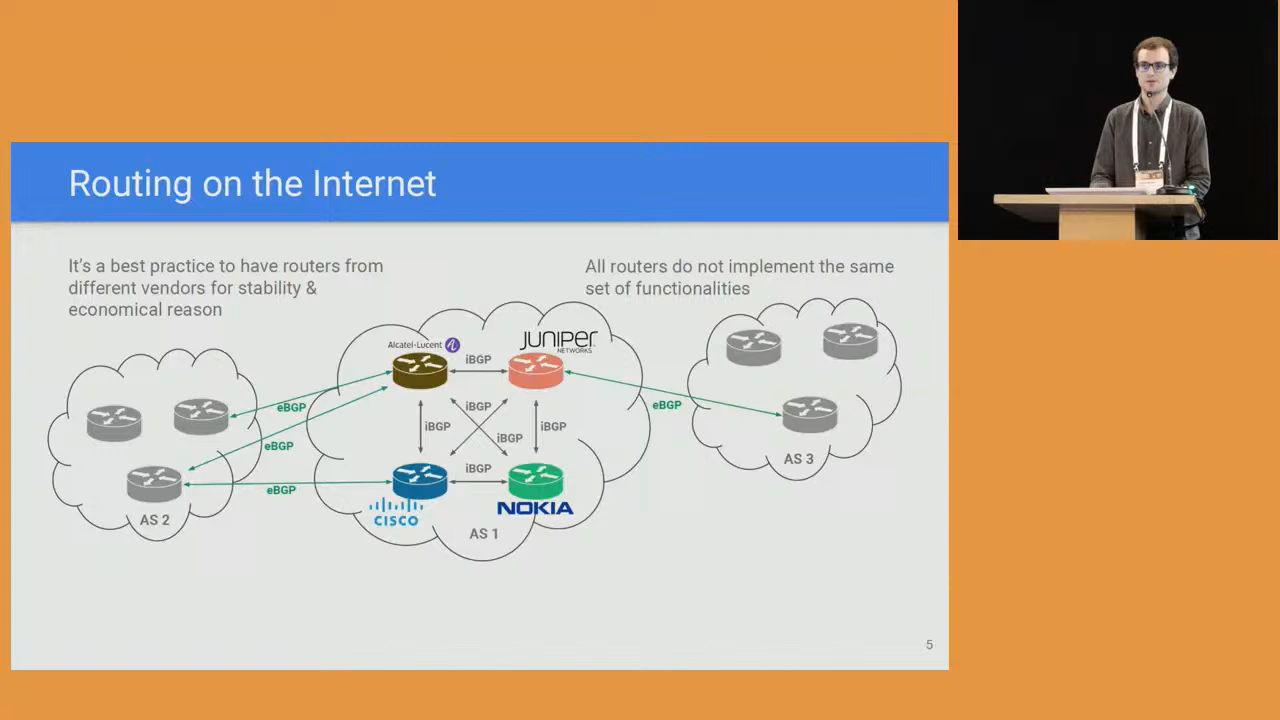 Routing on the Internet
It's a best practice to have routers from
different vendors for stability &
economical reason
All routers do not implement the same
set of functionalities
Alcatel-Lucent
JUNIPER
NETWORKS
iBGP
eBGP
iBGP
eBGP
iBGP
iBGP
iBGP
eBGP
iBGP
eBGP
CISCO
NOKIA
AS 2
AS 1
AS 3
5